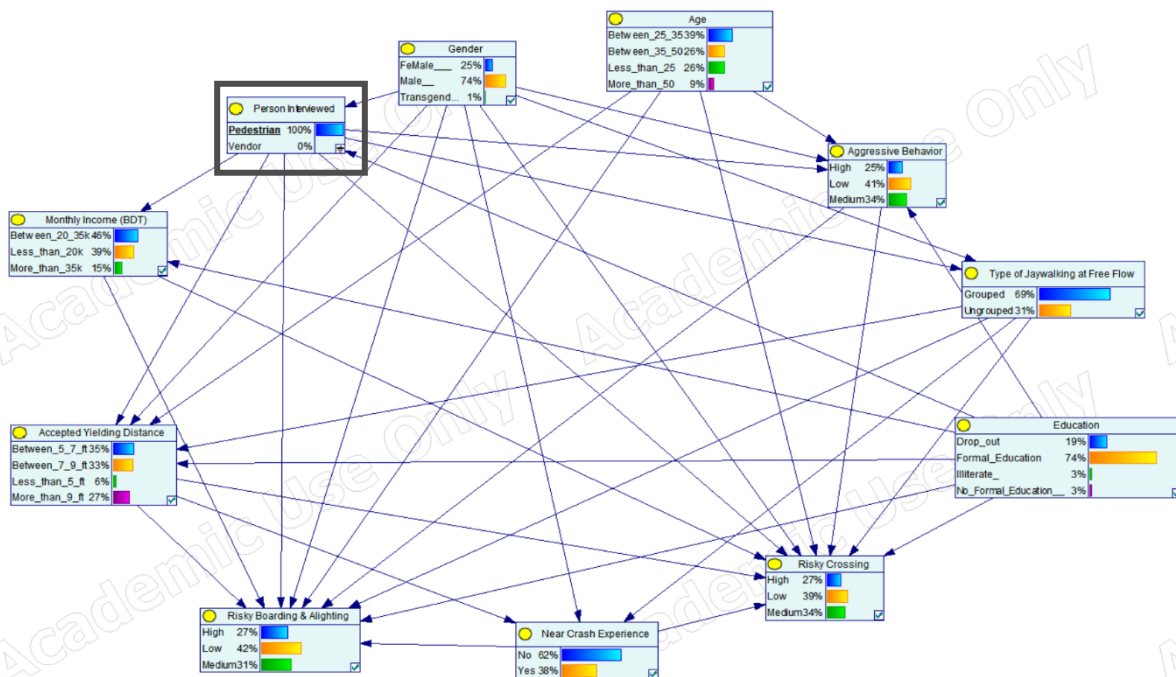 Age
Between_25_35 39%
Between_35_50 26%
Less_than_25 26%
More_than_50 9%
Gender
FeMale___ 25%
Male__ 74%
Transgend... 1%
Person Interviewed
Pedestrian 100%
Vendor 0%
Aggressive Behavior
High 25%
Low 41%
Medium 34%
Monthly Income (BDT)
Between_20_35k 46%
Less_than_20k 39%
More_than_35k 15%
Type of Jaywalking at Free Flow
Grouped 69%
Ungrouped 31%
Accepted Yielding Distance
Between_5_7_ft 35%
Between_7_9_ft 33%
Less_than_5_ft 6%
More_than_9_ft 27%
Education
Drop_out 19%
Formal_Education 74%
Illiterate_ 3%
No_Formal_Education__ 3%
Risky Crossing
High 27%
Low 39%
Medium 34%
Risky Boarding & Alighting
High 27%
Low 42%
Medium 31%
Near Crash Experience
No 62%
Yes 38%
Academic Use Only
Academic Use Only
Academic Use Only
Academic Use Only